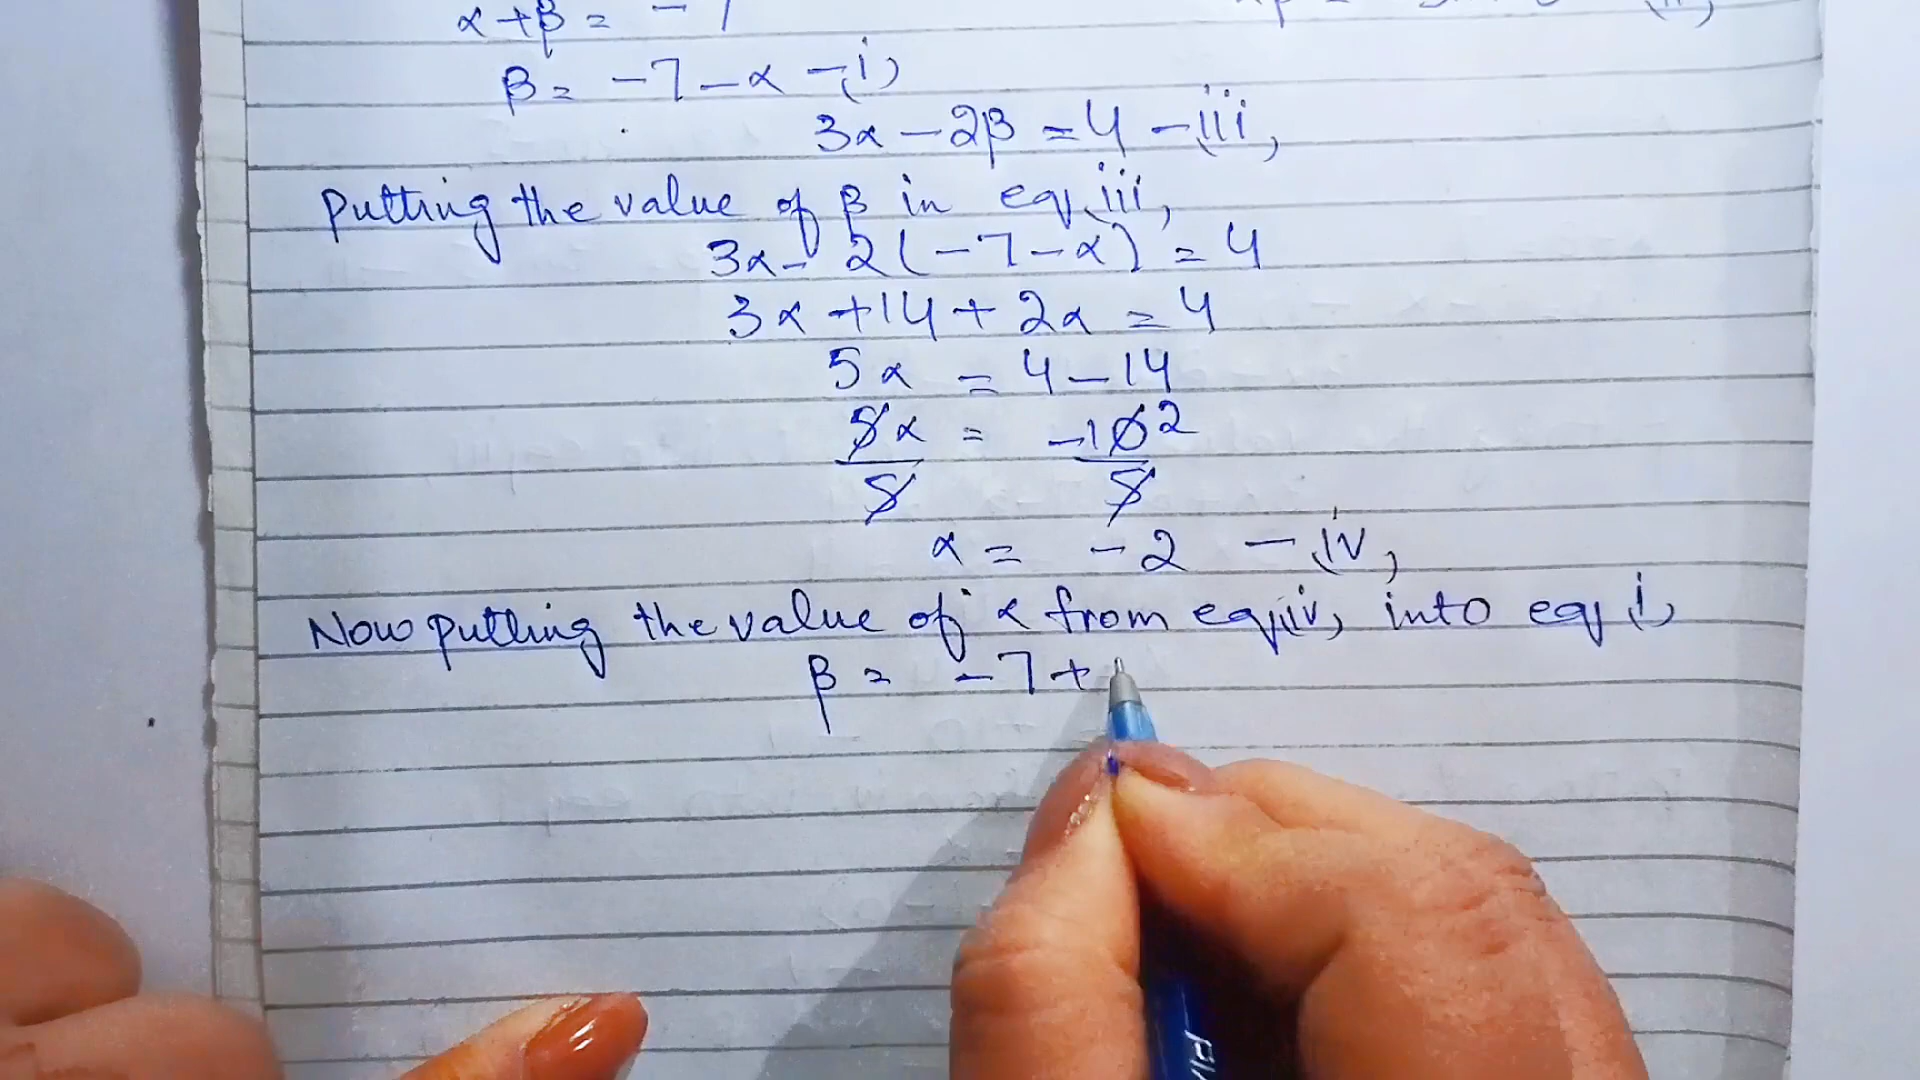 α + β = -7
β = -7 - α - (i)
3α - 2β = 4 - (iii)
Putting the value of β in eq (iii)
3α - 2(-7 - α) = 4
3α + 14 + 2α = 4
5α = 4 - 14
5α/5 = -10/5 2
α = -2 - (iv)
Now putting the value of α from eq (iv) into eq (i)
β = -7 +